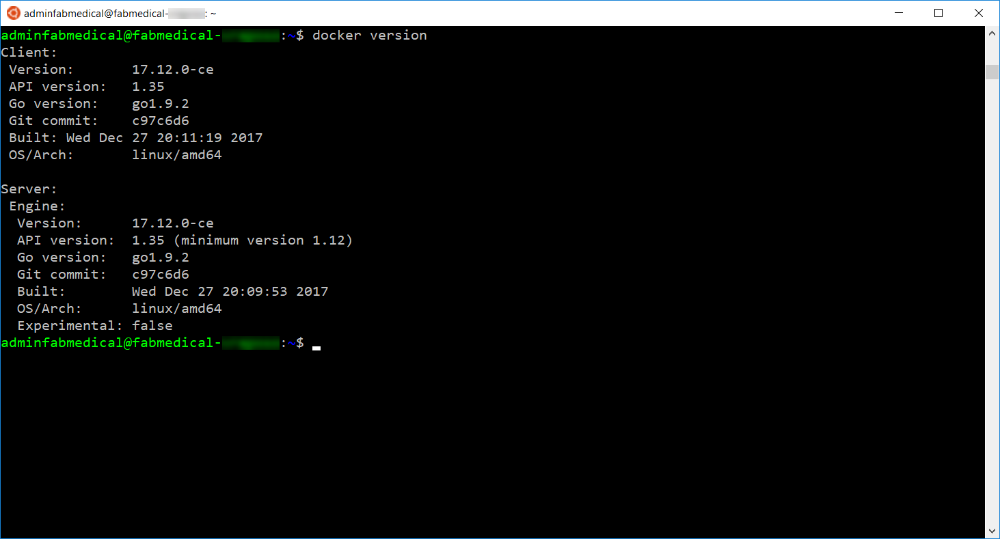 adminfabmedical@fabmedical- : ~
adminfabmedical@fabmedical- :~$ docker version
Client:
 Version:       17.12.0-ce
 API version:   1.35
 Go version:    go1.9.2
 Git commit:    c97c6d6
 Built: Wed Dec 27 20:11:19 2017
 OS/Arch:       linux/amd64

Server:
 Engine:
  Version:      17.12.0-ce
  API version:  1.35 (minimum version 1.12)
  Go version:   go1.9.2
  Git commit:   c97c6d6
  Built:        Wed Dec 27 20:09:53 2017
  OS/Arch:      linux/amd64
  Experimental: false
adminfabmedical@fabmedical- :~$